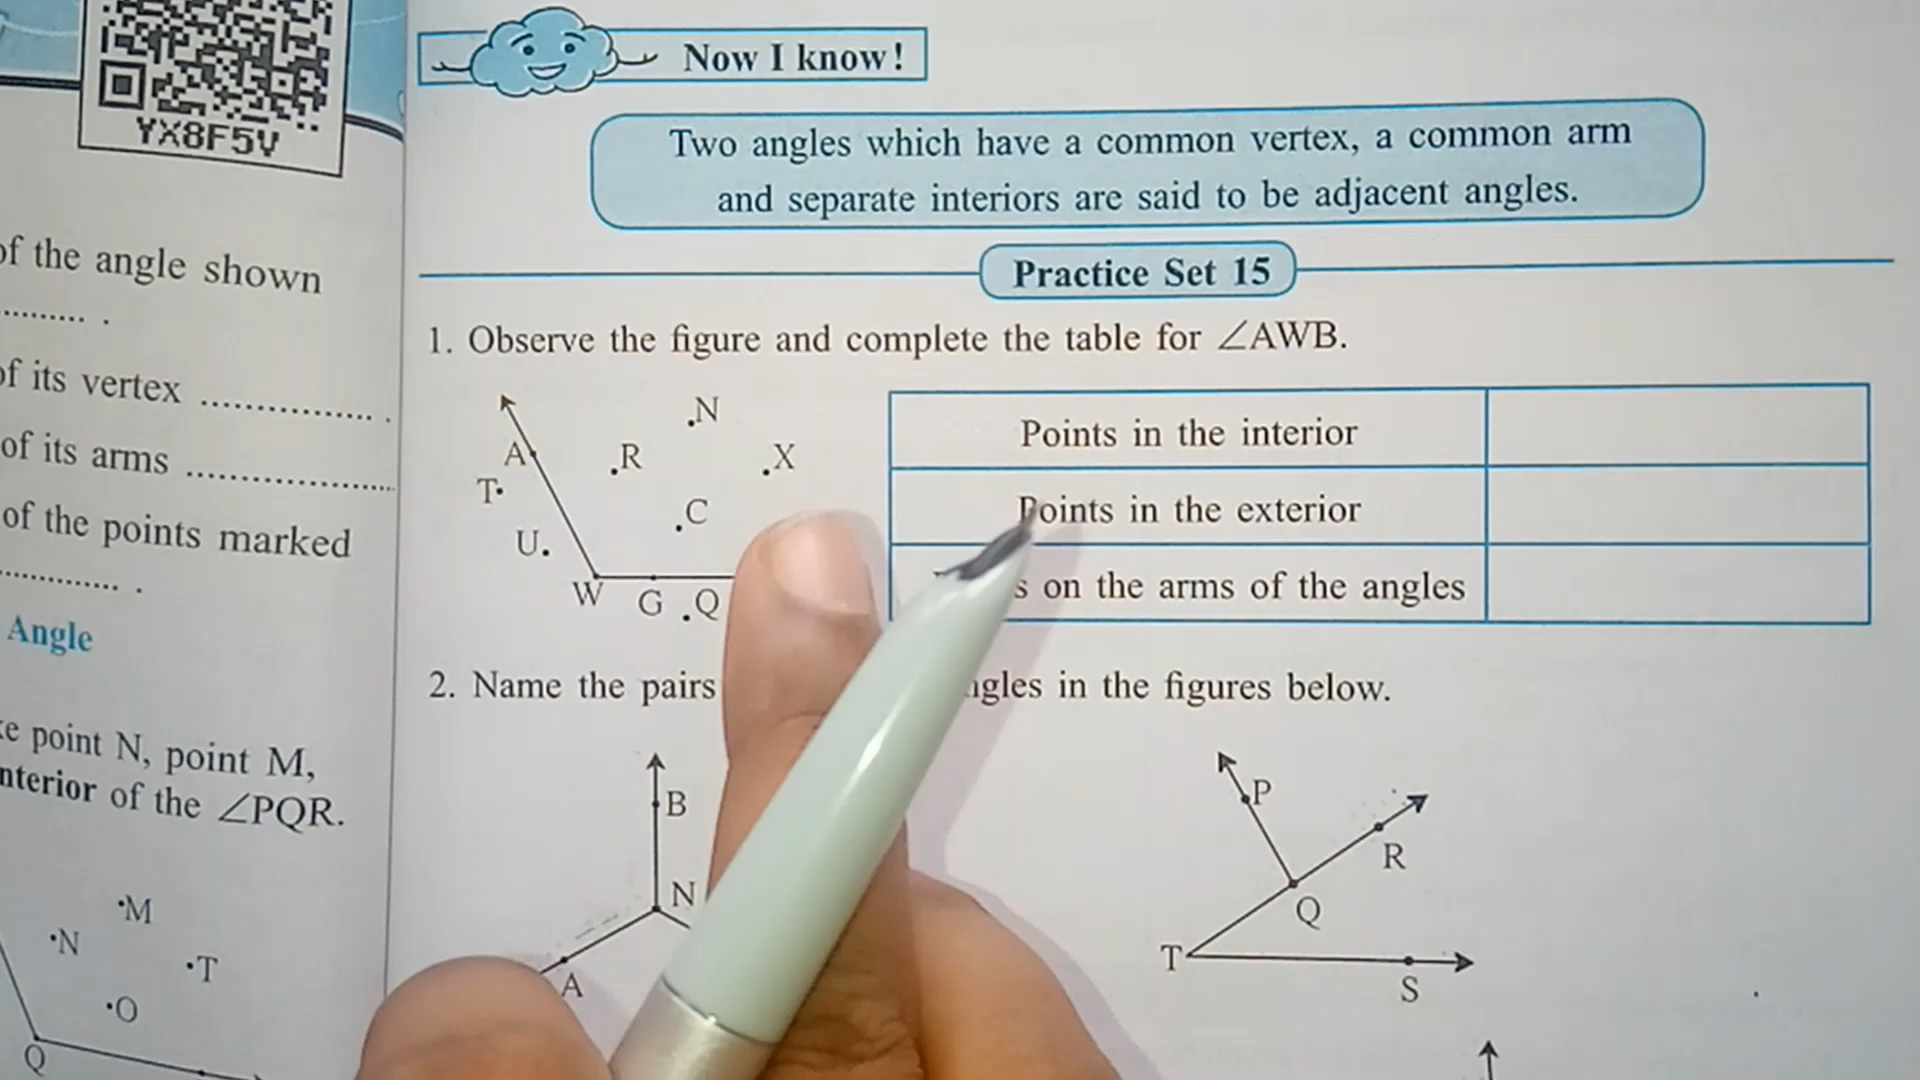 YX8F5V
of the angle shown
.......... .
of its vertex ................ .
of its arms ....................
of the points marked
.............. .
Angle
point N, point M,
of the ∠PQR.
M
N
T
O
Q
Now I know!
Two angles which have a common vertex, a common arm
and separate interiors are said to be adjacent angles.
Practice Set 15
1. Observe the figure and complete the table for ∠AWB.
N
A
R
X
T
C
U
W G Q
Points in the interior
Points in the exterior
on the arms of the angles
2. Name the pairs
in the figures below.
B
N
A
P
R
Q
T
S